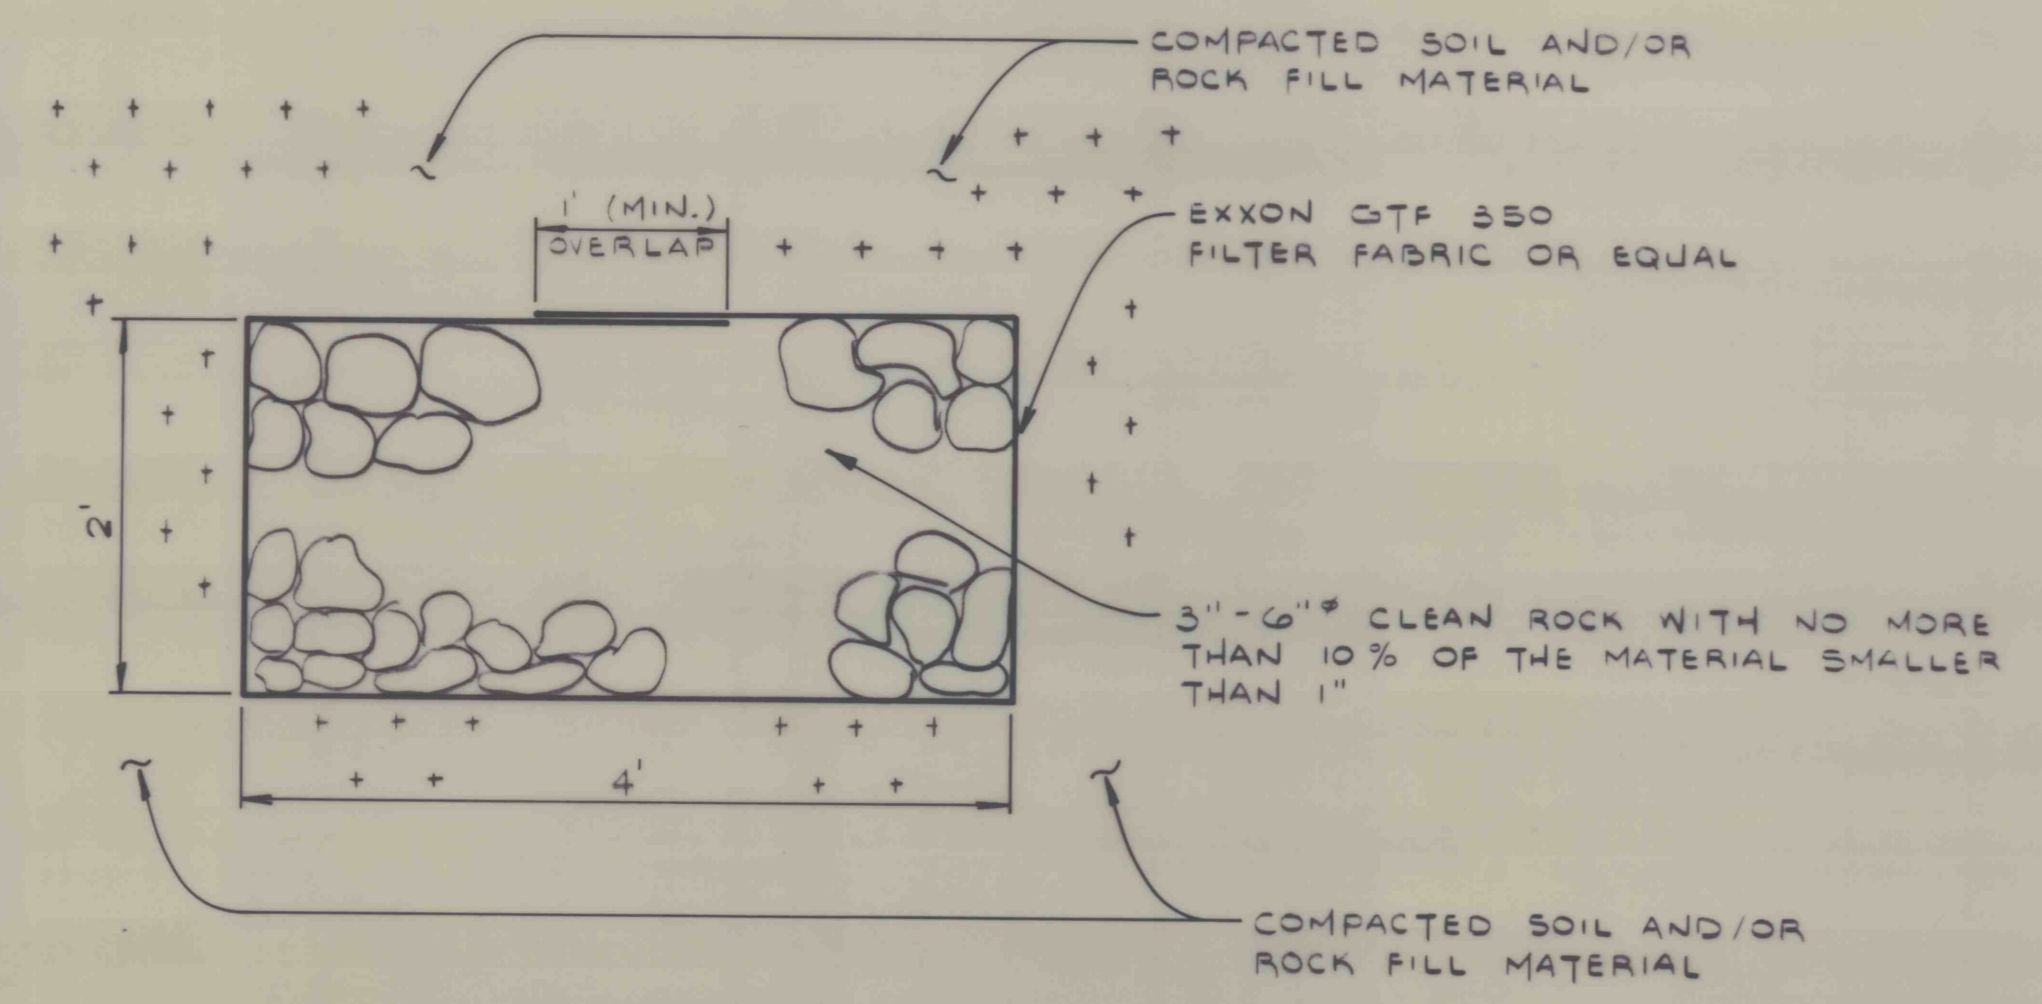 COMPACTED SOIL AND/OR
ROCK FILL MATERIAL
1' (MIN.)
OVERLAP
EXXON GTF 350
FILTER FABRIC OR EQUAL
2'
3"-6"ø CLEAN ROCK WITH NO MORE
THAN 10% OF THE MATERIAL SMALLER
THAN 1"
4'
COMPACTED SOIL AND/OR
ROCK FILL MATERIAL